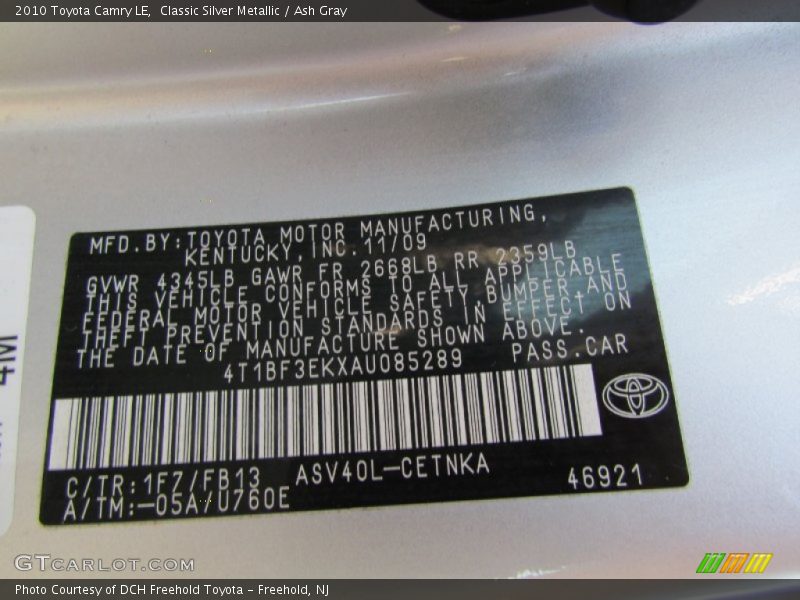 2010 Toyota Camry LE,  Classic Silver Metallic / Ash Gray
MFD.BY:TOYOTA MOTOR MANUFACTURING,
KENTUCKY,INC.11/09
GVWR 4345LB GAWR FR 2668LB RR 2359LB
THIS VEHICLE CONFORMS TO ALL APPLICABLE
FEDERAL MOTOR VEHICLE SAFETY,BUMPER AND
THEFT PREVENTION STANDARDS IN EFFECT ON
THE DATE OF MANUFACTURE SHOWN ABOVE.
4T1BF3EKXAU085289 PASS.CAR
C/TR:1F7/FB13 ASV40L-CETNKA 46921
A/TM:-05A/U760E
4M
GTCARLOT.COM
Photo Courtesy of DCH Freehold Toyota - Freehold, NJ